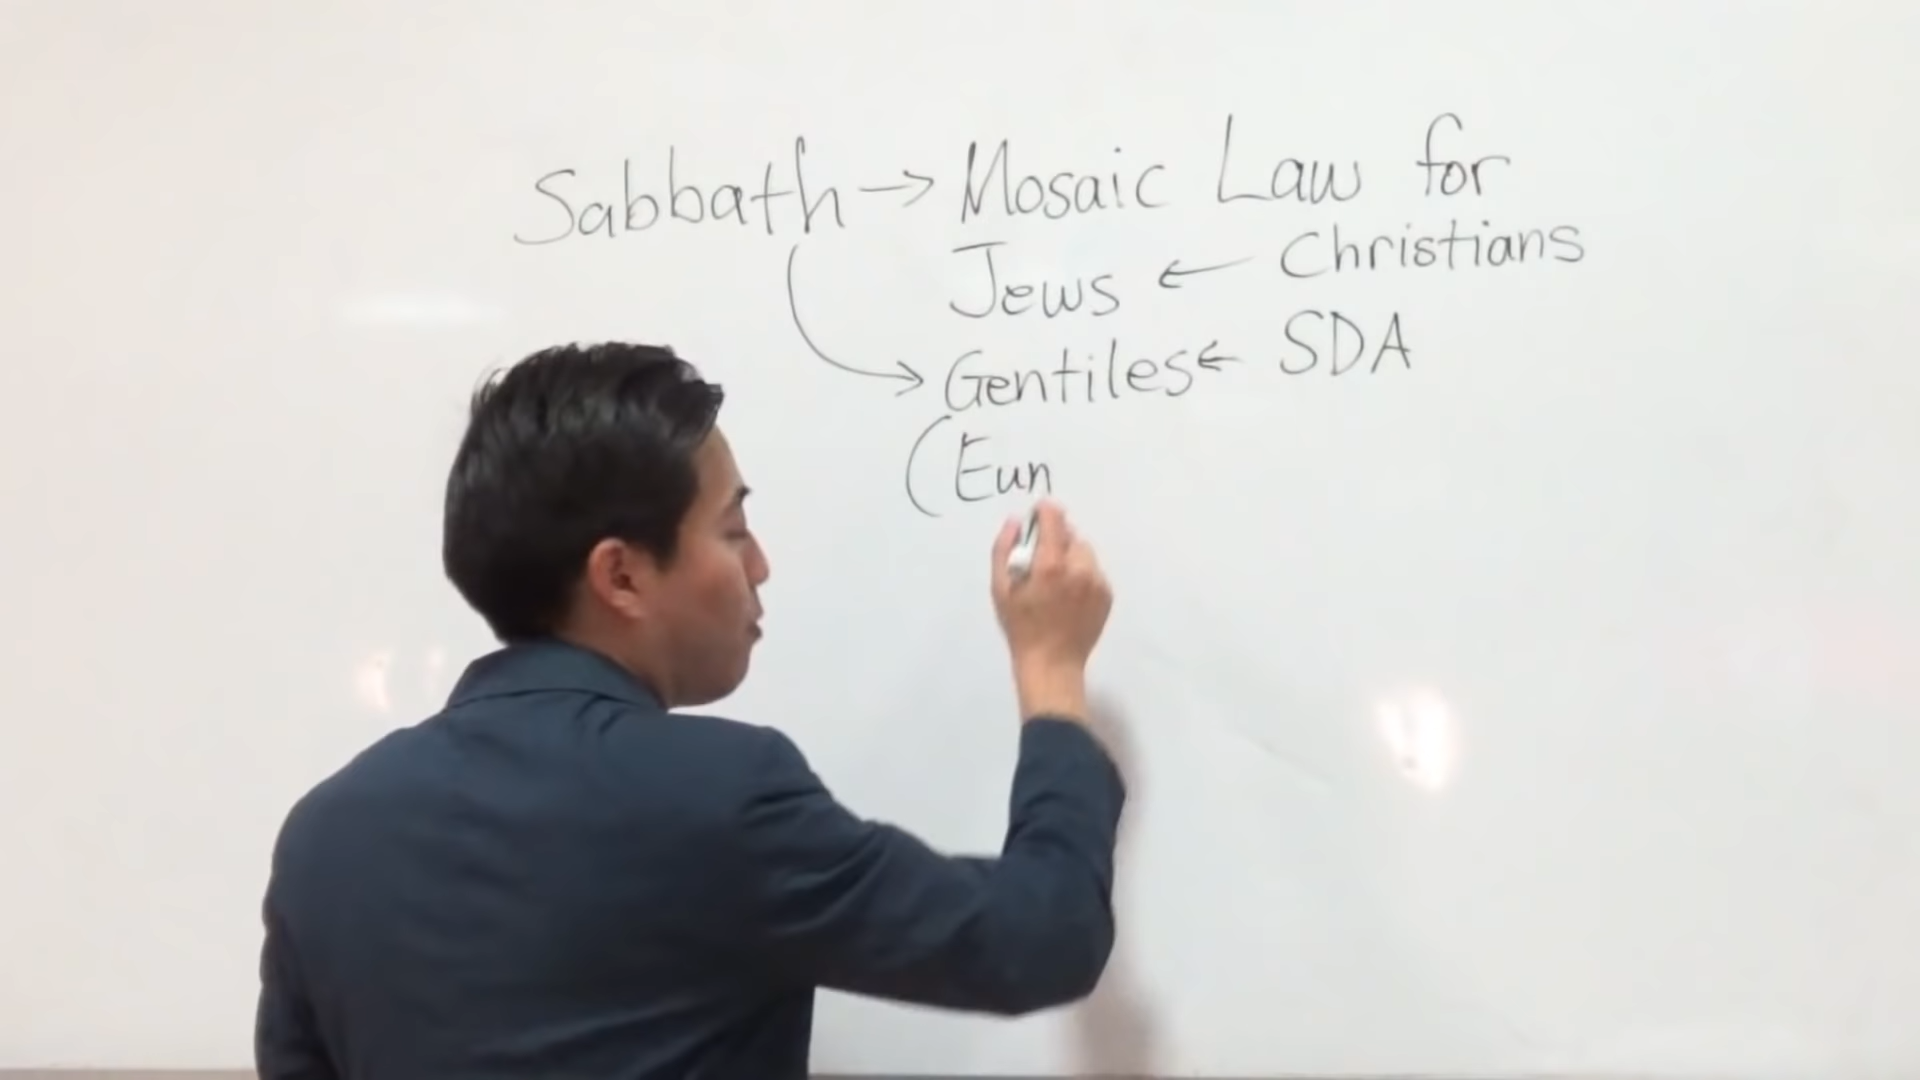 Sabbath → Mosaic Law for
Jews ← Christians
→ Gentiles ← SDA
(Eun